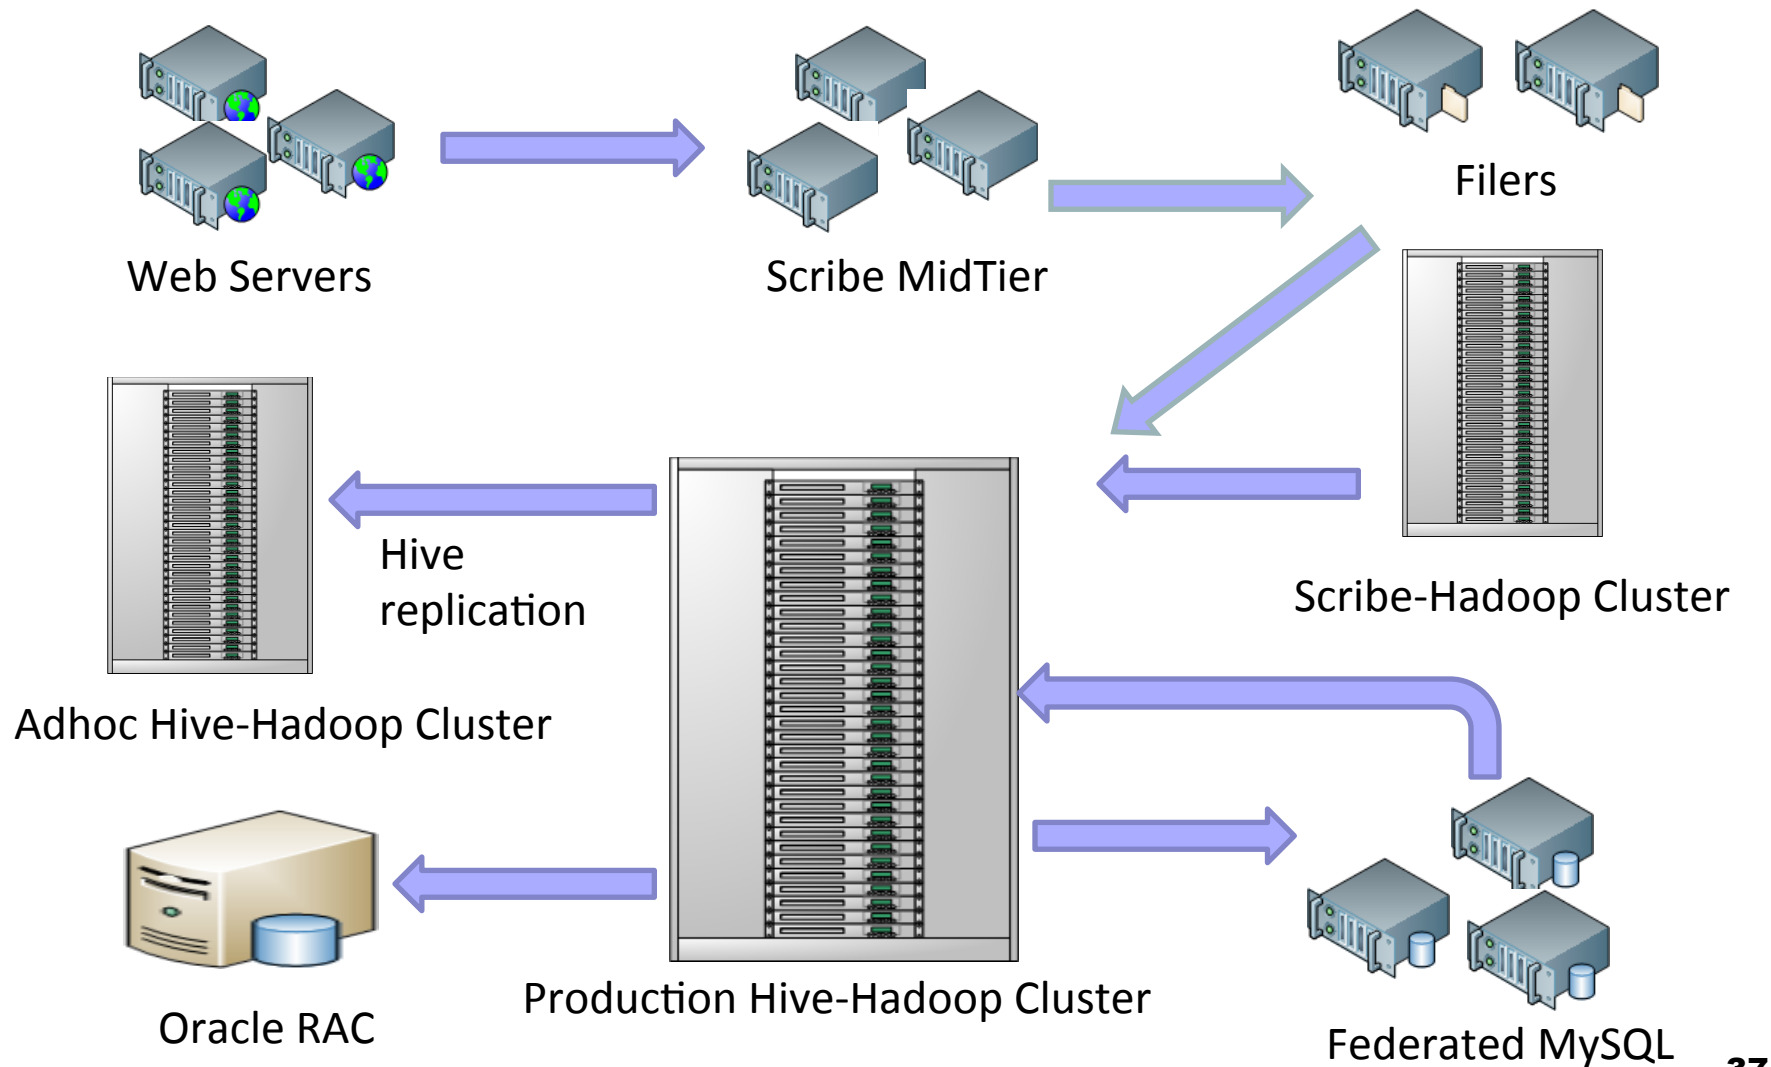 Filers
Web Servers
Scribe MidTier
Hive
replication
Scribe-Hadoop Cluster
Adhoc Hive-Hadoop Cluster
Production Hive-Hadoop Cluster
Oracle RAC
Federated MySQL
37